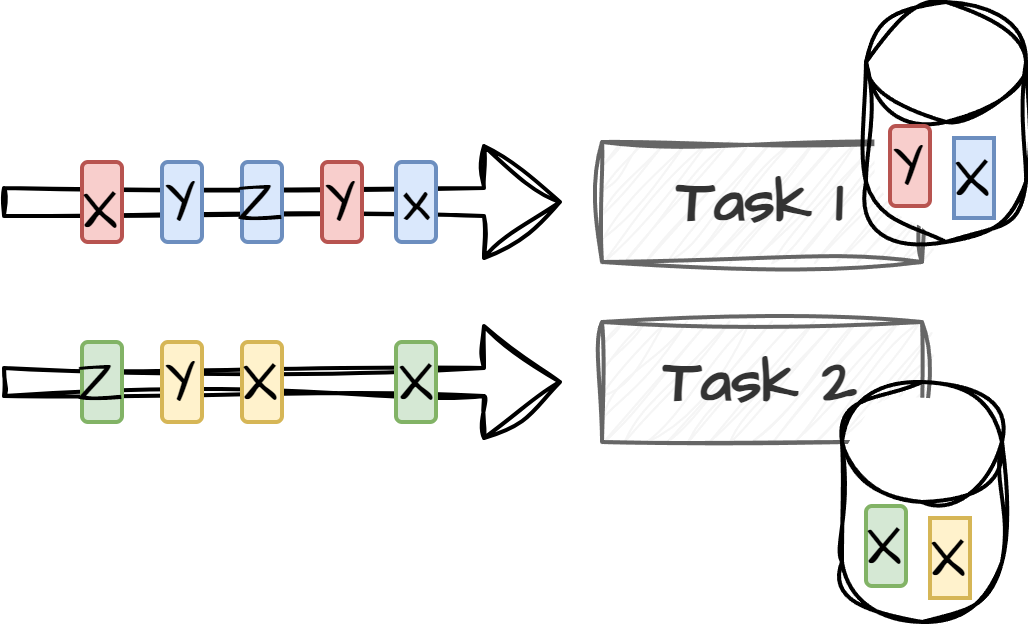 X Y Z Y x
Task 1
Y X
Z Y X X
Task 2
X X